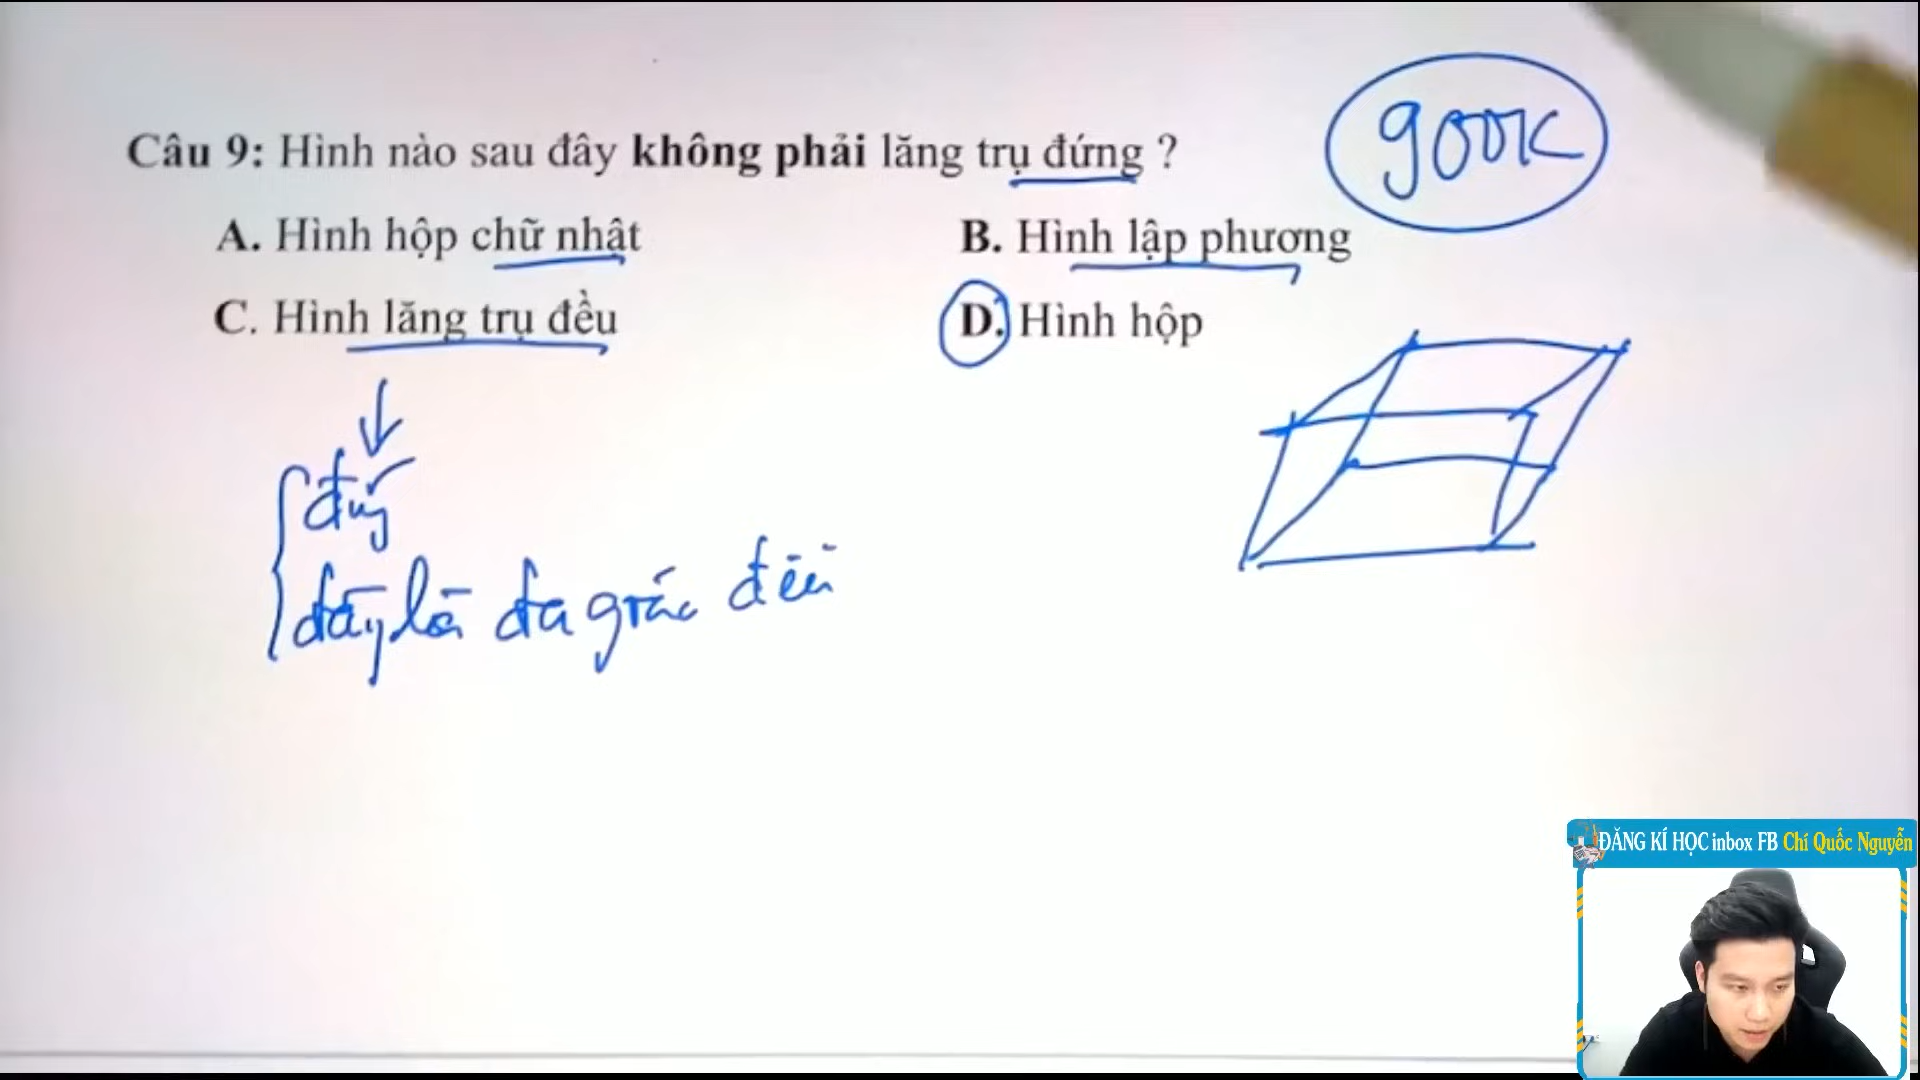 Câu 9: Hình nào sau đây không phải lăng trụ đứng ?
900K
A. Hình hộp chữ nhật
B. Hình lập phương
C. Hình lăng trụ đều
D. Hình hộp
đứng
đáy là đa giác đều
ĐĂNG KÍ HỌC inbox FB Chí Quốc Nguyễn